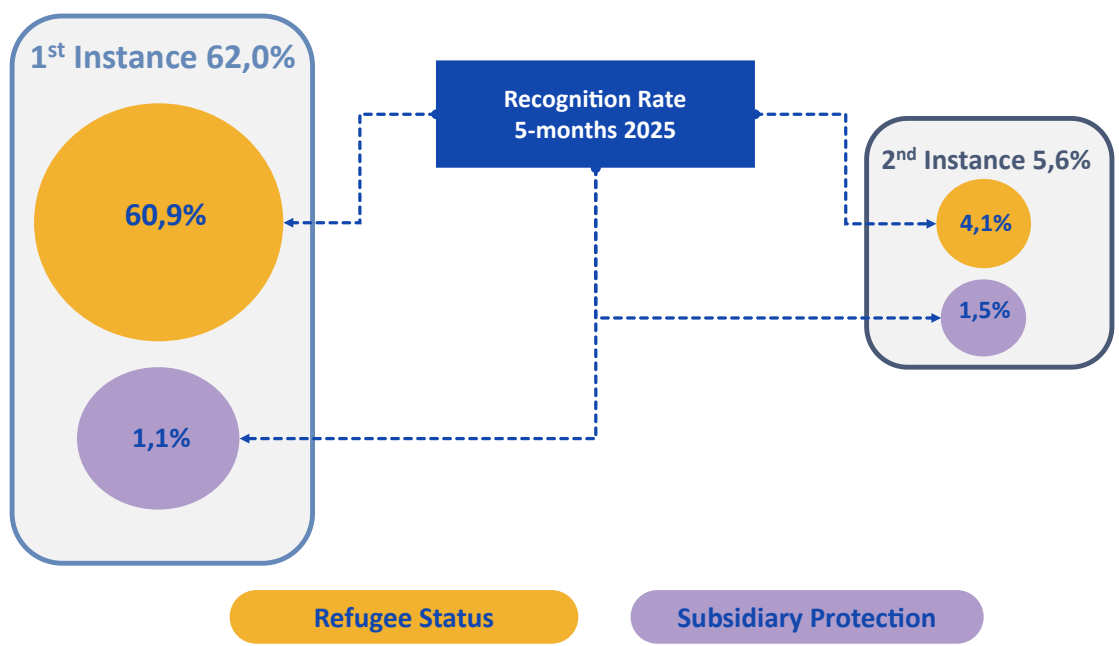 1st Instance 62,0%
60,9%
1,1%
Recognition Rate
5-months 2025
2nd Instance 5,6%
4,1%
1,5%
Refugee Status
Subsidiary Protection